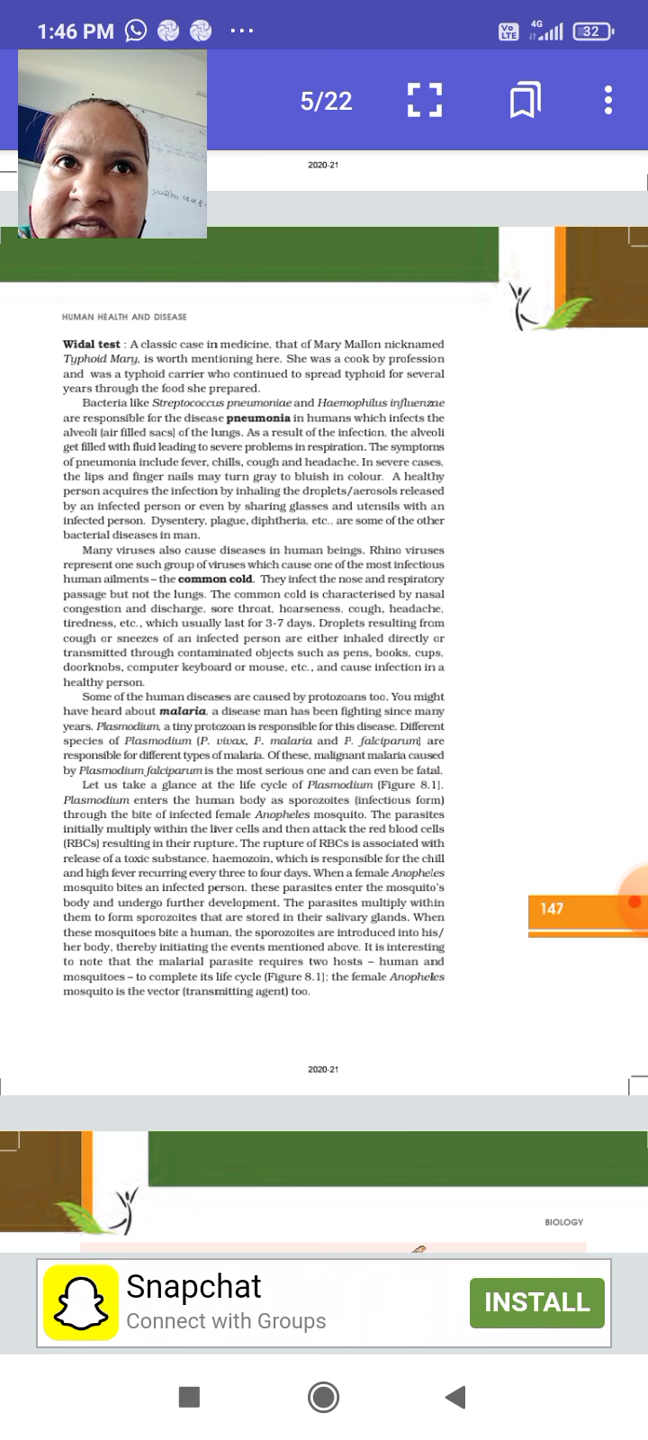 1:46 PM
Vo LTE
4G
32
5/22
2020-21
HUMAN HEALTH AND DISEASE
Widal test : A classic case in medicine, that of Mary Mallon nicknamed
Typhoid Mary, is worth mentioning here. She was a cook by profession
and was a typhoid carrier who continued to spread typhoid for several
years through the food she prepared.
Bacteria like Streptococcus pneumoniae and Haemophilus influenzae
are responsible for the disease pneumonia in humans which infects the
alveoli (air filled sacs) of the lungs. As a result of the infection, the alveoli
get filled with fluid leading to severe problems in respiration. The symptoms
of pneumonia include fever, chills, cough and headache. In severe cases,
the lips and finger nails may turn gray to bluish in colour. A healthy
person acquires the infection by inhaling the droplets/aerosols released
by an infected person or even by sharing glasses and utensils with an
infected person. Dysentery, plague, diphtheria, etc., are some of the other
bacterial diseases in man.
Many viruses also cause diseases in human beings. Rhino viruses
represent one such group of viruses which cause one of the most infectious
human ailments – the common cold. They infect the nose and respiratory
passage but not the lungs. The common cold is characterised by nasal
congestion and discharge, sore throat, hoarseness, cough, headache,
tiredness, etc., which usually last for 3-7 days. Droplets resulting from
cough or sneezes of an infected person are either inhaled directly or
transmitted through contaminated objects such as pens, books, cups,
doorknobs, computer keyboard or mouse, etc., and cause infection in a
healthy person.
Some of the human diseases are caused by protozoans too. You might
have heard about malaria, a disease man has been fighting since many
years. Plasmodium, a tiny protozoan is responsible for this disease. Different
species of Plasmodium (P. vivax, P. malaria and P. falciparum) are
responsible for different types of malaria. Of these, malignant malaria caused
by Plasmodium falciparum is the most serious one and can even be fatal.
Let us take a glance at the life cycle of Plasmodium (Figure 8.1).
Plasmodium enters the human body as sporozoites (infectious form)
through the bite of infected female Anopheles mosquito. The parasites
initially multiply within the liver cells and then attack the red blood cells
(RBCs) resulting in their rupture. The rupture of RBCs is associated with
release of a toxic substance, haemozoin, which is responsible for the chill
and high fever recurring every three to four days. When a female Anopheles
mosquito bites an infected person, these parasites enter the mosquito's
body and undergo further development. The parasites multiply within
them to form sporozoites that are stored in their salivary glands. When
these mosquitoes bite a human, the sporozoites are introduced into his/
her body, thereby initiating the events mentioned above. It is interesting
to note that the malarial parasite requires two hosts – human and
mosquitoes – to complete its life cycle (Figure 8.1); the female Anopheles
mosquito is the vector (transmitting agent) too.
147
2020-21
BIOLOGY
Snapchat
Connect with Groups
INSTALL